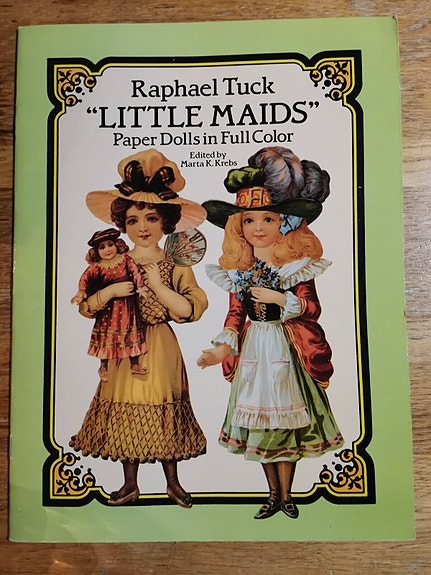 Raphael Tuck
“LITTLE MAIDS”
Paper Dolls in Full Color
Edited by
Marta K. Krebs